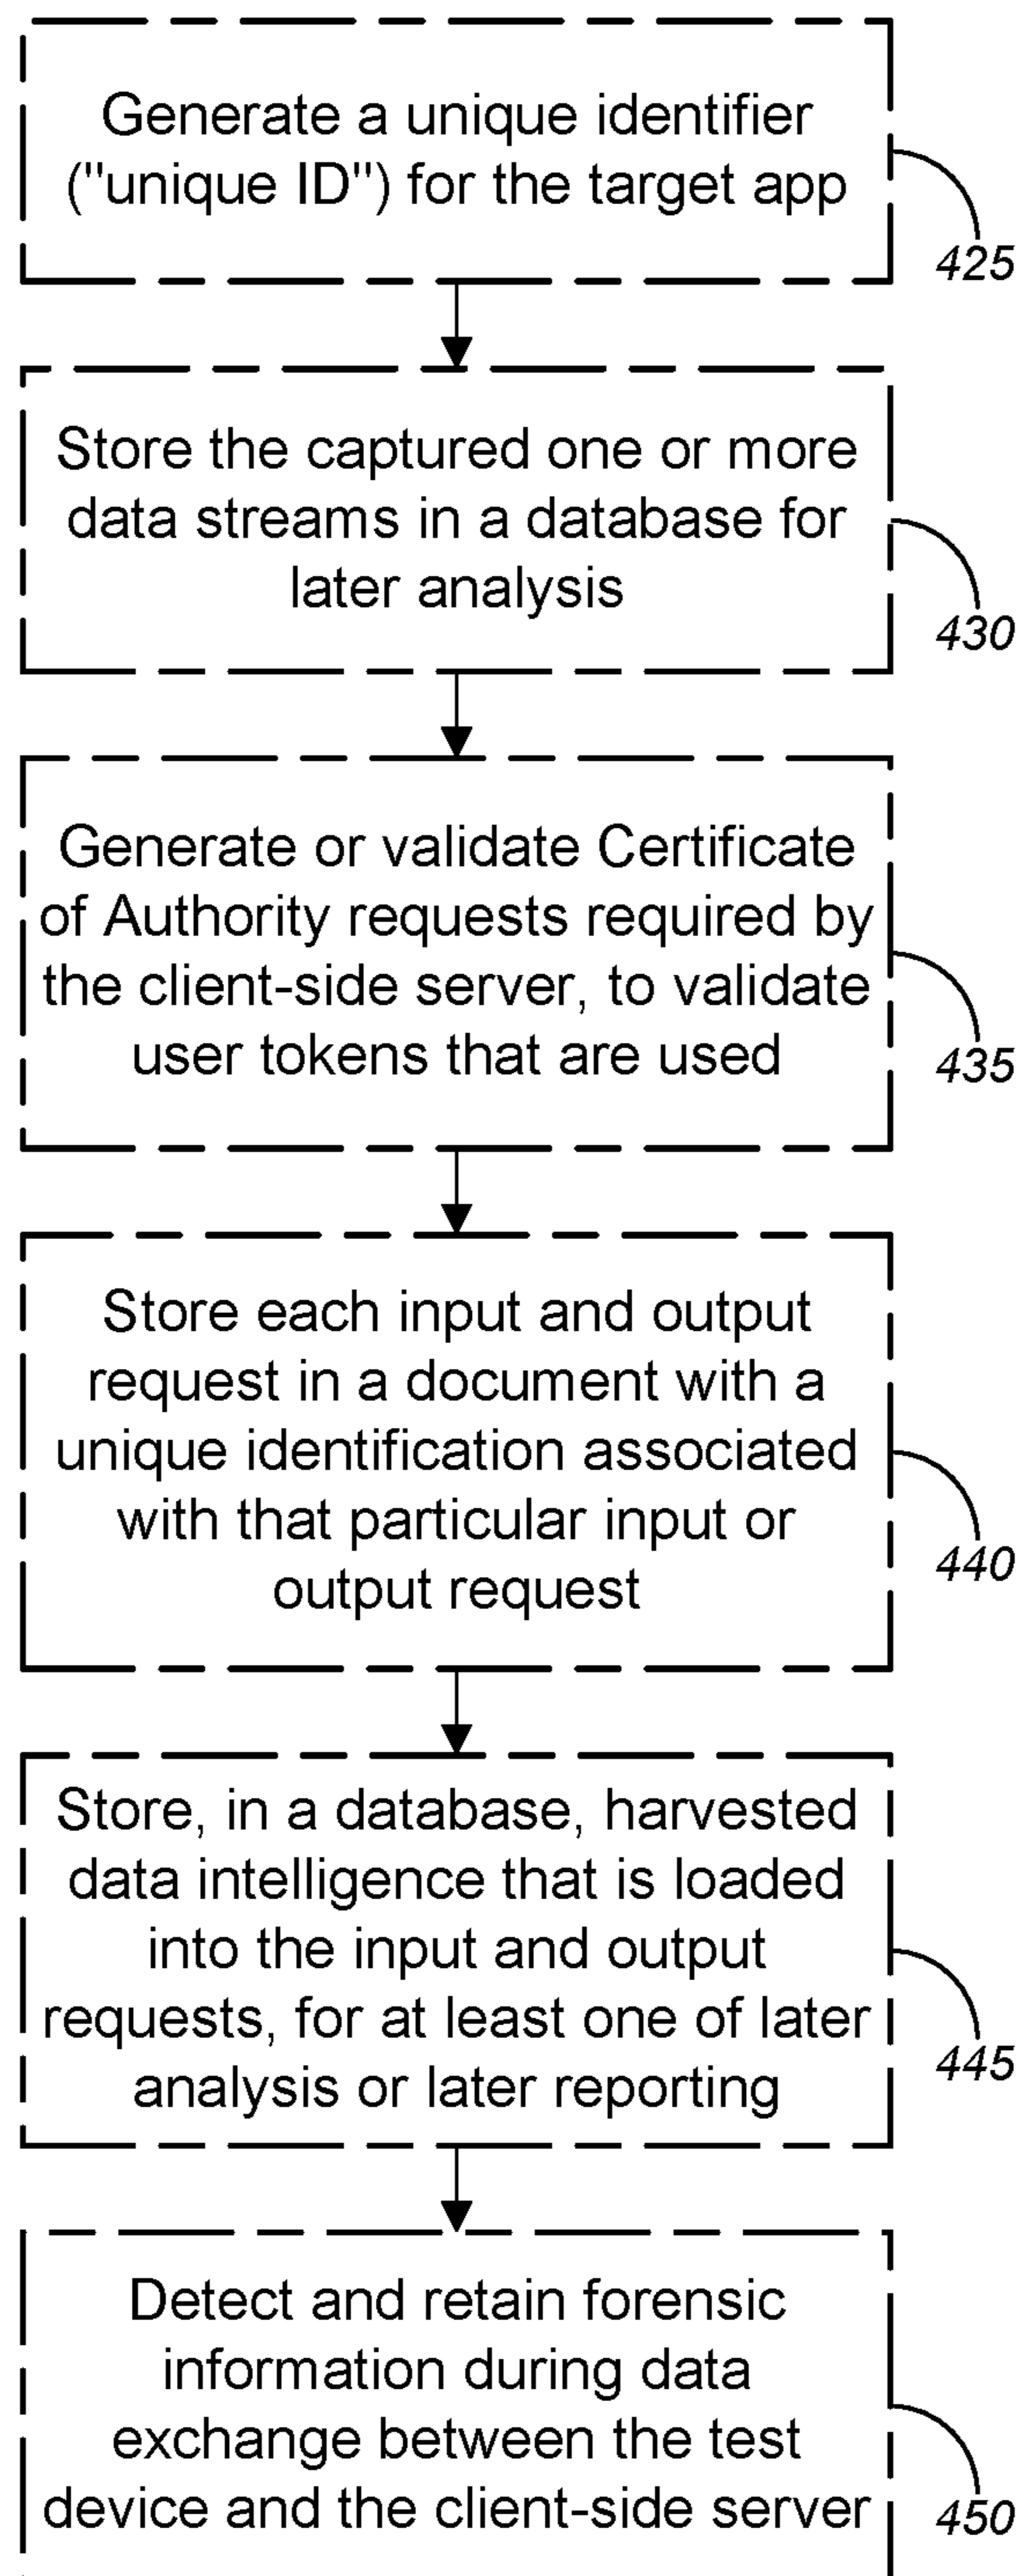 Generate a unique identifier
("unique ID") for the target app
425
Store the captured one or more
data streams in a database for
later analysis
430
Generate or validate Certificate
of Authority requests required by
the client-side server, to validate
user tokens that are used
435
Store each input and output
request in a document with a
unique identification associated
with that particular input or
output request
440
Store, in a database, harvested
data intelligence that is loaded
into the input and output
requests, for at least one of later
analysis or later reporting
445
Detect and retain forensic
information during data
exchange between the test
device and the client-side server
450